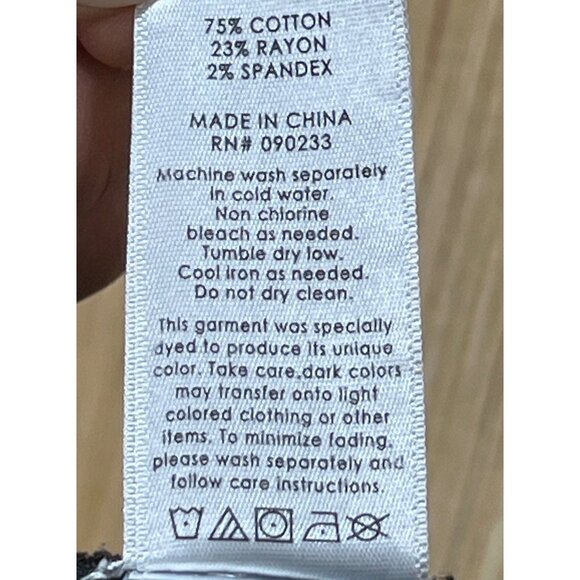 75% COTTON
23% RAYON
2% SPANDEX
MADE IN CHINA
RN# 090233
Machine wash separately
in cold water.
Non chlorine
bleach as needed.
Tumble dry low.
Cool iron as needed.
Do not dry clean.
This garment was specially
dyed to produce its unique
color. Take care,dark colors
may transfer onto light
colored clothing or other
items. To minimize fading,
please wash separately and
follow care instructions.